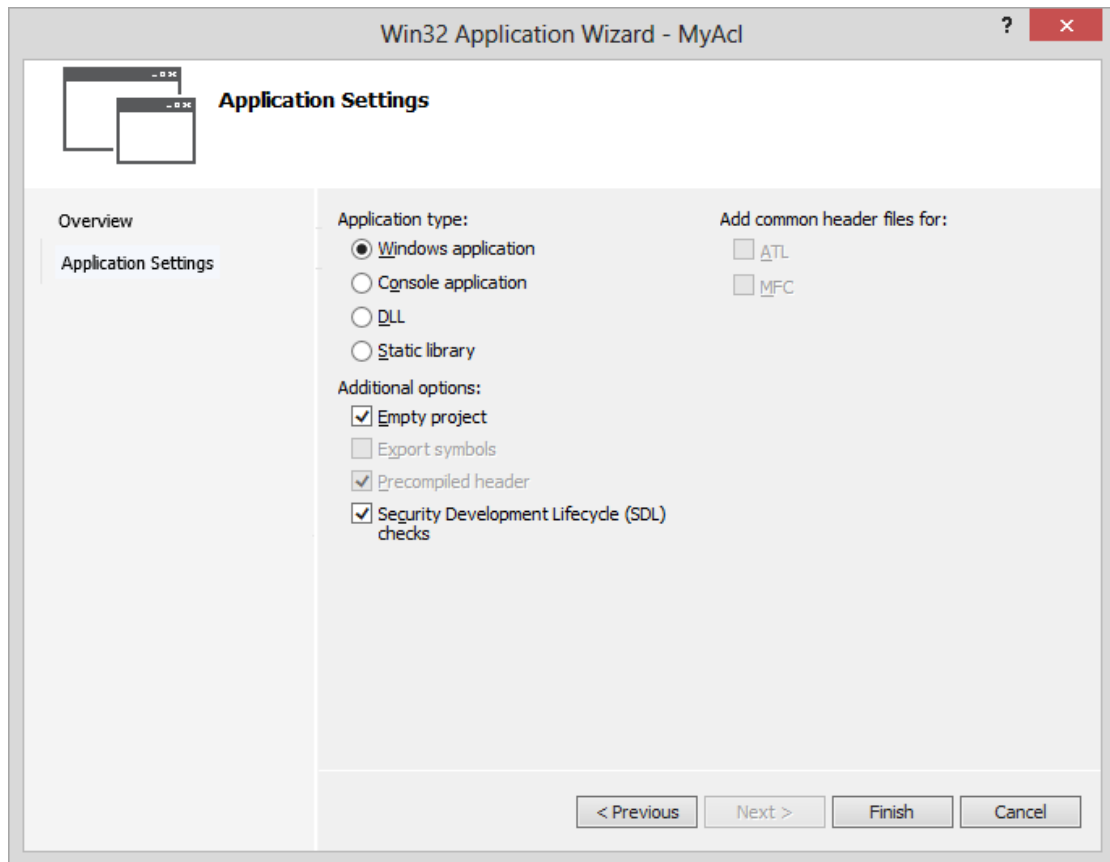 Win32 Application Wizard - MyAcl
?
Application Settings
Overview
Application Settings
Application type:
Windows application
Console application
DLL
Static library
Additional options:
Empty project
Export symbols
Precompiled header
Security Development Lifecycle (SDL)
checks
Add common header files for:
ATL
MFC
< Previous
Next >
Finish
Cancel